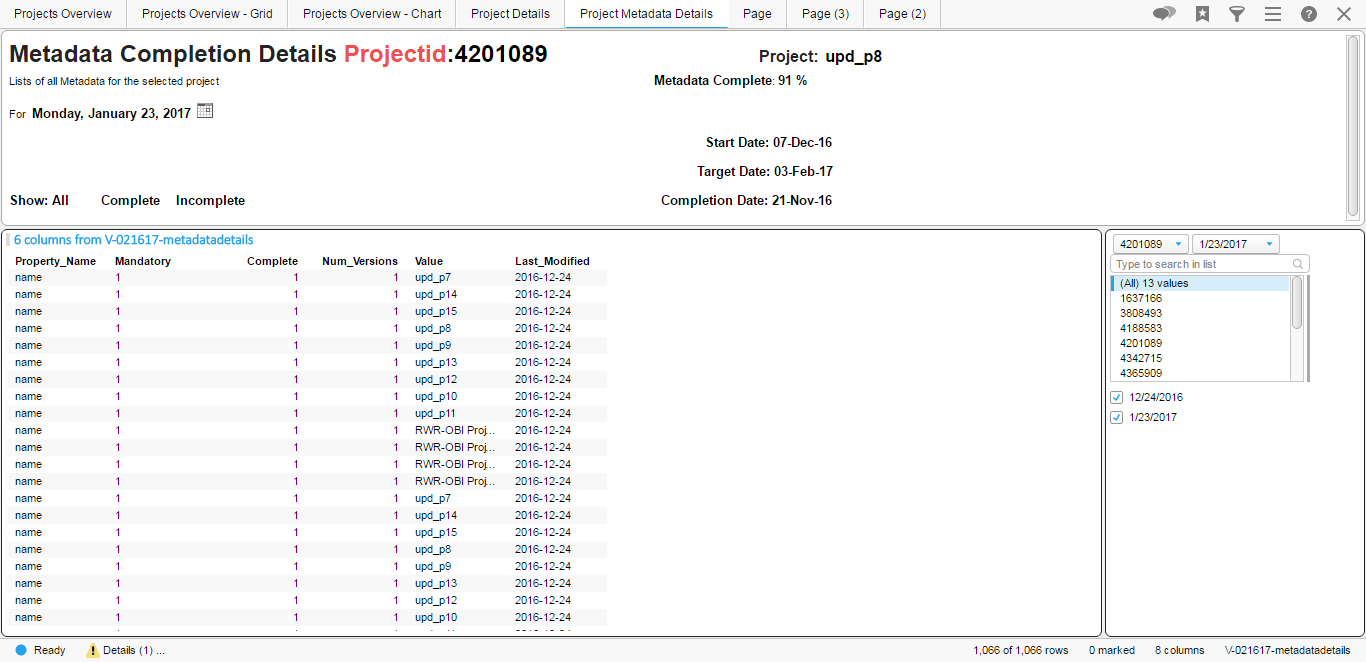 Projects Overview Projects Overview - Grid Projects Overview - Chart Project Details Project Metadata Details Page Page (3) Page (2)
Metadata Completion Details Projectid:4201089 Project: upd_p8
Lists of all Metadata for the selected project Metadata Complete: 91 %
For Monday, January 23, 2017
Start Date: 07-Dec-16
Target Date: 03-Feb-17
Show: All Complete Incomplete Completion Date: 21-Nov-16
6 columns from V-021617-metadatadetails
Property_Name Mandatory Complete Num_Versions Value Last_Modified
name 1 1 1 upd_p7 2016-12-24
name 1 1 1 upd_p14 2016-12-24
name 1 1 1 upd_p15 2016-12-24
name 1 1 1 upd_p8 2016-12-24
name 1 1 1 upd_p9 2016-12-24
name 1 1 1 upd_p13 2016-12-24
name 1 1 1 upd_p12 2016-12-24
name 1 1 1 upd_p10 2016-12-24
name 1 1 1 upd_p11 2016-12-24
name 1 1 1 RWR-OBI Proj... 2016-12-24
name 1 1 1 RWR-OBI Proj... 2016-12-24
name 1 1 1 RWR-OBI Proj... 2016-12-24
name 1 1 1 RWR-OBI Proj... 2016-12-24
name 1 1 1 upd_p7 2016-12-24
name 1 1 1 upd_p14 2016-12-24
name 1 1 1 upd_p15 2016-12-24
name 1 1 1 upd_p8 2016-12-24
name 1 1 1 upd_p9 2016-12-24
name 1 1 1 upd_p13 2016-12-24
name 1 1 1 upd_p12 2016-12-24
name 1 1 1 upd_p10 2016-12-24
4201089 1/23/2017
Type to search in list
(All) 13 values
1637166
3808493
4188583
4201089
4342715
4365909
12/24/2016
1/23/2017
Ready Details (1) ... 1,066 of 1,066 rows 0 marked 8 columns V-021617-metadatadetails